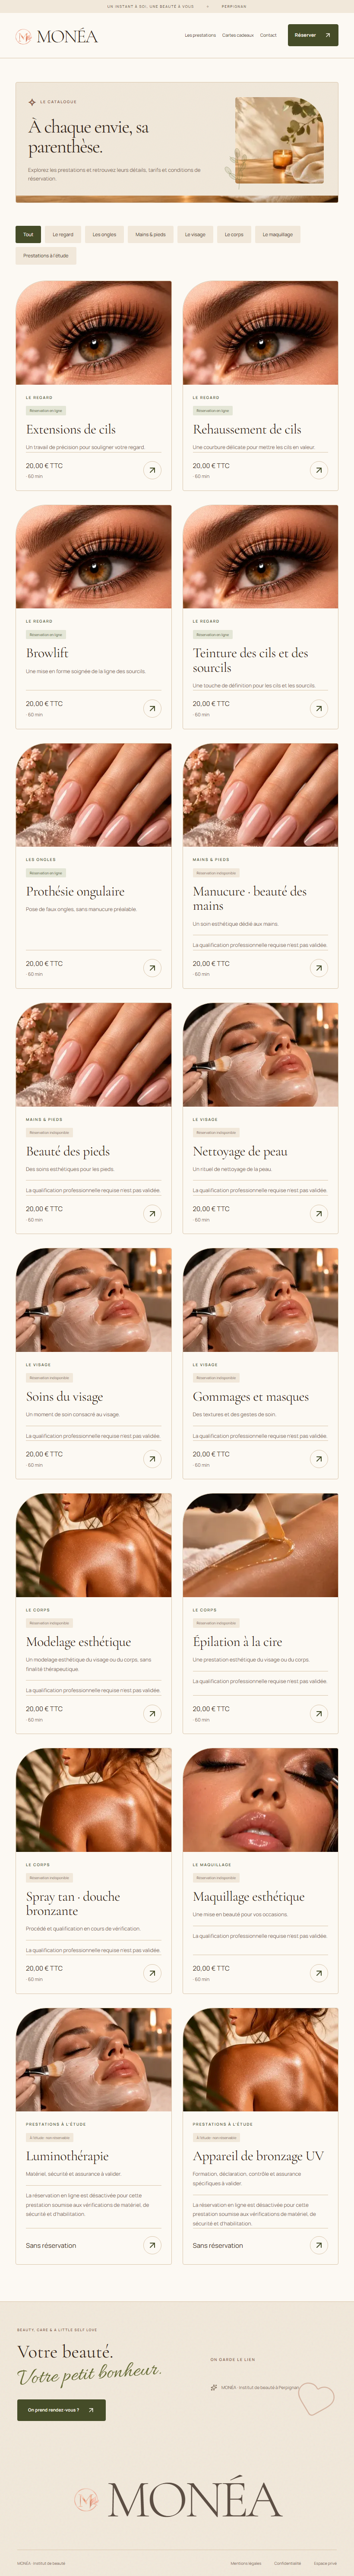 UN INSTANT À SOI, UNE BEAUTÉ À VOUS
PERPIGNAN
MONÉA
Les prestations
Cartes cadeaux
Contact
Réserver
LE CATALOGUE
À chaque envie, sa
parenthèse.
Explorez les prestations et retrouvez leurs détails, tarifs et conditions de
réservation.
Tout
Le regard
Les ongles
Mains & pieds
Le visage
Le corps
Le maquillage
Prestations à l'étude
LE REGARD
Réservation en ligne
Extensions de cils
Un travail de précision pour souligner votre regard.
20,00 € TTC
· 60 min
LE REGARD
Réservation en ligne
Rehaussement de cils
Une courbure délicate pour mettre les cils en valeur.
20,00 € TTC
· 60 min
LE REGARD
Réservation en ligne
Browlift
Une mise en forme soignée de la ligne des sourcils.
20,00 € TTC
· 60 min
LE REGARD
Réservation en ligne
Teinture des cils et des
sourcils
Une touche de définition pour les cils et les sourcils.
20,00 € TTC
· 60 min
LES ONGLES
Réservation en ligne
Prothésie ongulaire
Pose de faux ongles, sans manucure préalable.
20,00 € TTC
· 60 min
MAINS & PIEDS
Réservation indisponible
Manucure · beauté des
mains
Un soin esthétique dédié aux mains.
La qualification professionnelle requise n'est pas validée.
20,00 € TTC
· 60 min
MAINS & PIEDS
Réservation indisponible
Beauté des pieds
Des soins esthétiques pour les pieds.
La qualification professionnelle requise n'est pas validée.
20,00 € TTC
· 60 min
LE VISAGE
Réservation indisponible
Nettoyage de peau
Un rituel de nettoyage de la peau.
La qualification professionnelle requise n'est pas validée.
20,00 € TTC
· 60 min
LE VISAGE
Réservation indisponible
Soins du visage
Un moment de soin consacré au visage.
La qualification professionnelle requise n'est pas validée.
20,00 € TTC
· 60 min
LE VISAGE
Réservation indisponible
Gommages et masques
Des textures et des gestes de soin.
La qualification professionnelle requise n'est pas validée.
20,00 € TTC
· 60 min
LE CORPS
Réservation indisponible
Modelage esthétique
Un modelage esthétique du visage ou du corps, sans
finalité thérapeutique.
La qualification professionnelle requise n'est pas validée.
20,00 € TTC
· 60 min
LE CORPS
Réservation indisponible
Épilation à la cire
Une prestation esthétique du visage ou du corps.
La qualification professionnelle requise n'est pas validée.
20,00 € TTC
· 60 min
LE CORPS
Réservation indisponible
Spray tan · douche
bronzante
Procédé et qualification en cours de vérification.
La qualification professionnelle requise n'est pas validée.
20,00 € TTC
· 60 min
LE MAQUILLAGE
Réservation indisponible
Maquillage esthétique
Une mise en beauté pour vos occasions.
La qualification professionnelle requise n'est pas validée.
20,00 € TTC
· 60 min
PRESTATIONS À L'ÉTUDE
À l'étude · non réservable
Luminothérapie
Matériel, sécurité et assurance à valider.
La réservation en ligne est désactivée pour cette
prestation soumise aux vérifications de matériel, de
sécurité et d'habilitation.
Sans réservation
PRESTATIONS À L'ÉTUDE
À l'étude · non réservable
Appareil de bronzage UV
Formation, déclaration, contrôle et assurance
spécifiques à valider.
La réservation en ligne est désactivée pour cette
prestation soumise aux vérifications de matériel, de
sécurité et d'habilitation.
Sans réservation
BEAUTY, CARE & A LITTLE SELF LOVE
Votre beauté.
Votre petit bonheur.
On prend rendez-vous ?
ON GARDE LE LIEN
MONÉA · Institut de beauté à Perpignan
MONÉA
MONÉA · Institut de beauté
Mentions légales
Confidentialité
Espace privé